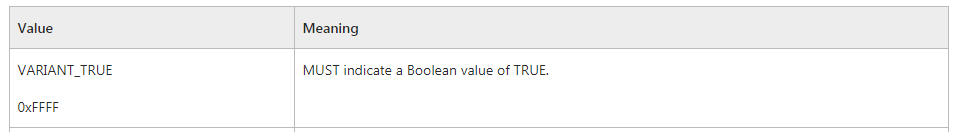 Value Meaning
VARIANT_TRUE MUST indicate a Boolean value of TRUE.
0xFFFF